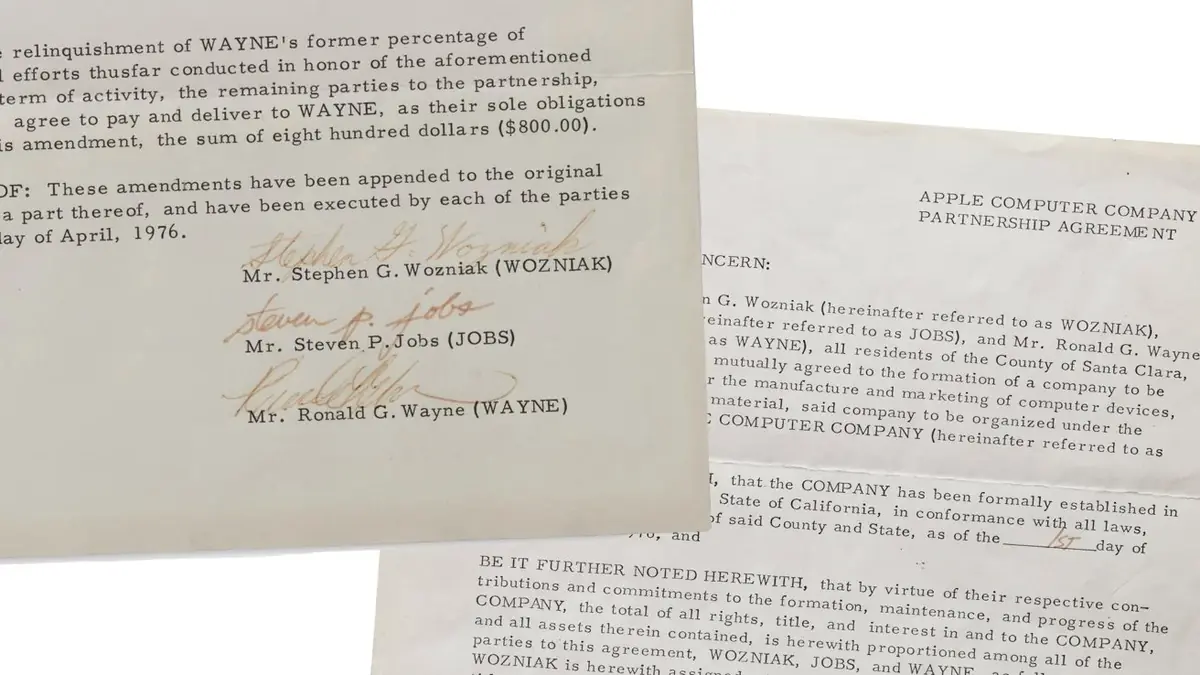 relinquishment of WAYNE's former percentage of
efforts thusfar conducted in honor of the aforementioned
term of activity, the remaining parties to the partnership,
agree to pay and deliver to WAYNE, as their sole obligations
is amendment, the sum of eight hundred dollars ($800.00).
OF: These amendments have been appended to the original
a part thereof, and have been executed by each of the parties
day of April, 1976.
Stephen G. Wozniak
Mr. Stephen G. Wozniak (WOZNIAK)
steven p. jobs
Mr. Steven P. Jobs (JOBS)
Mr. Ronald G. Wayne (WAYNE)
APPLE COMPUTER COMPANY
PARTNERSHIP AGREEMENT
NCERN:
n G. Wozniak (hereinafter referred to as WOZNIAK),
einafter referred to as JOBS), and Mr. Ronald G. Wayne
as WAYNE), all residents of the County of Santa Clara,
mutually agreed to the formation of a company to be
r the manufacture and marketing of computer devices,
material, said company to be organized under the
COMPUTER COMPANY (hereinafter referred to as
, that the COMPANY has been formally established in
State of California, in conformance with all laws,
of said County and State, as of the 1ST day of
and
BE IT FURTHER NOTED HEREWITH, that by virtue of their respective con-
tributions and commitments to the formation, maintenance, and progress of the
COMPANY, the total of all rights, title, and interest in and to the COMPANY,
and all assets therein contained, is herewith proportioned among all of the
parties to this agreement, WOZNIAK, JOBS, and WAYNE, as
WOZNIAK is herewith